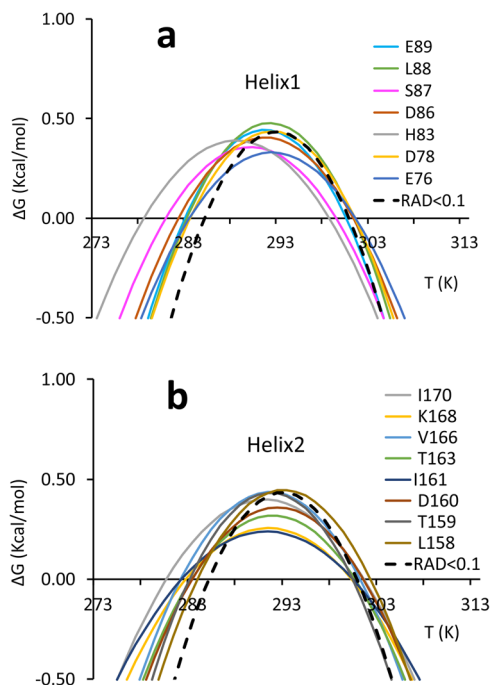 a
Helix1
ΔG (Kcal/mol)
1.00
0.50
0.00
-0.50
273
288
293
303
313
T (K)
E89
L88
S87
D86
H83
D78
E76
RAD<0.1
b
Helix2
ΔG (Kcal/mol)
1.00
0.50
0.00
-0.50
273
288
293
303
313
T (K)
I170
K168
V166
T163
I161
D160
T159
L158
RAD<0.1